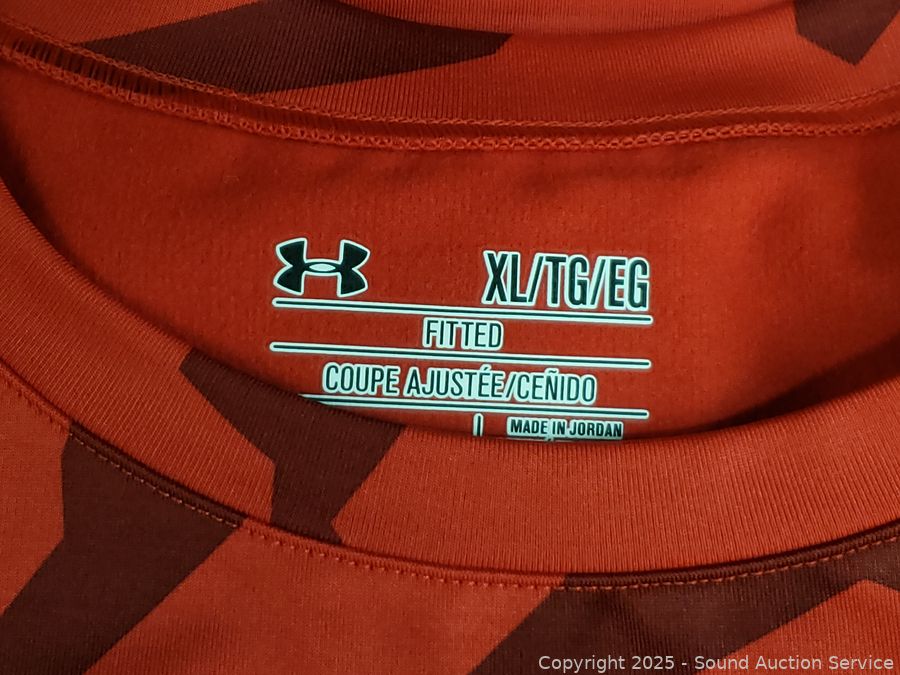 XL/TG/EG
FITTED
COUPE AJUSTÉE/CEÑIDO
MADE IN JORDAN
Copyright 2025 - Sound Auction Service